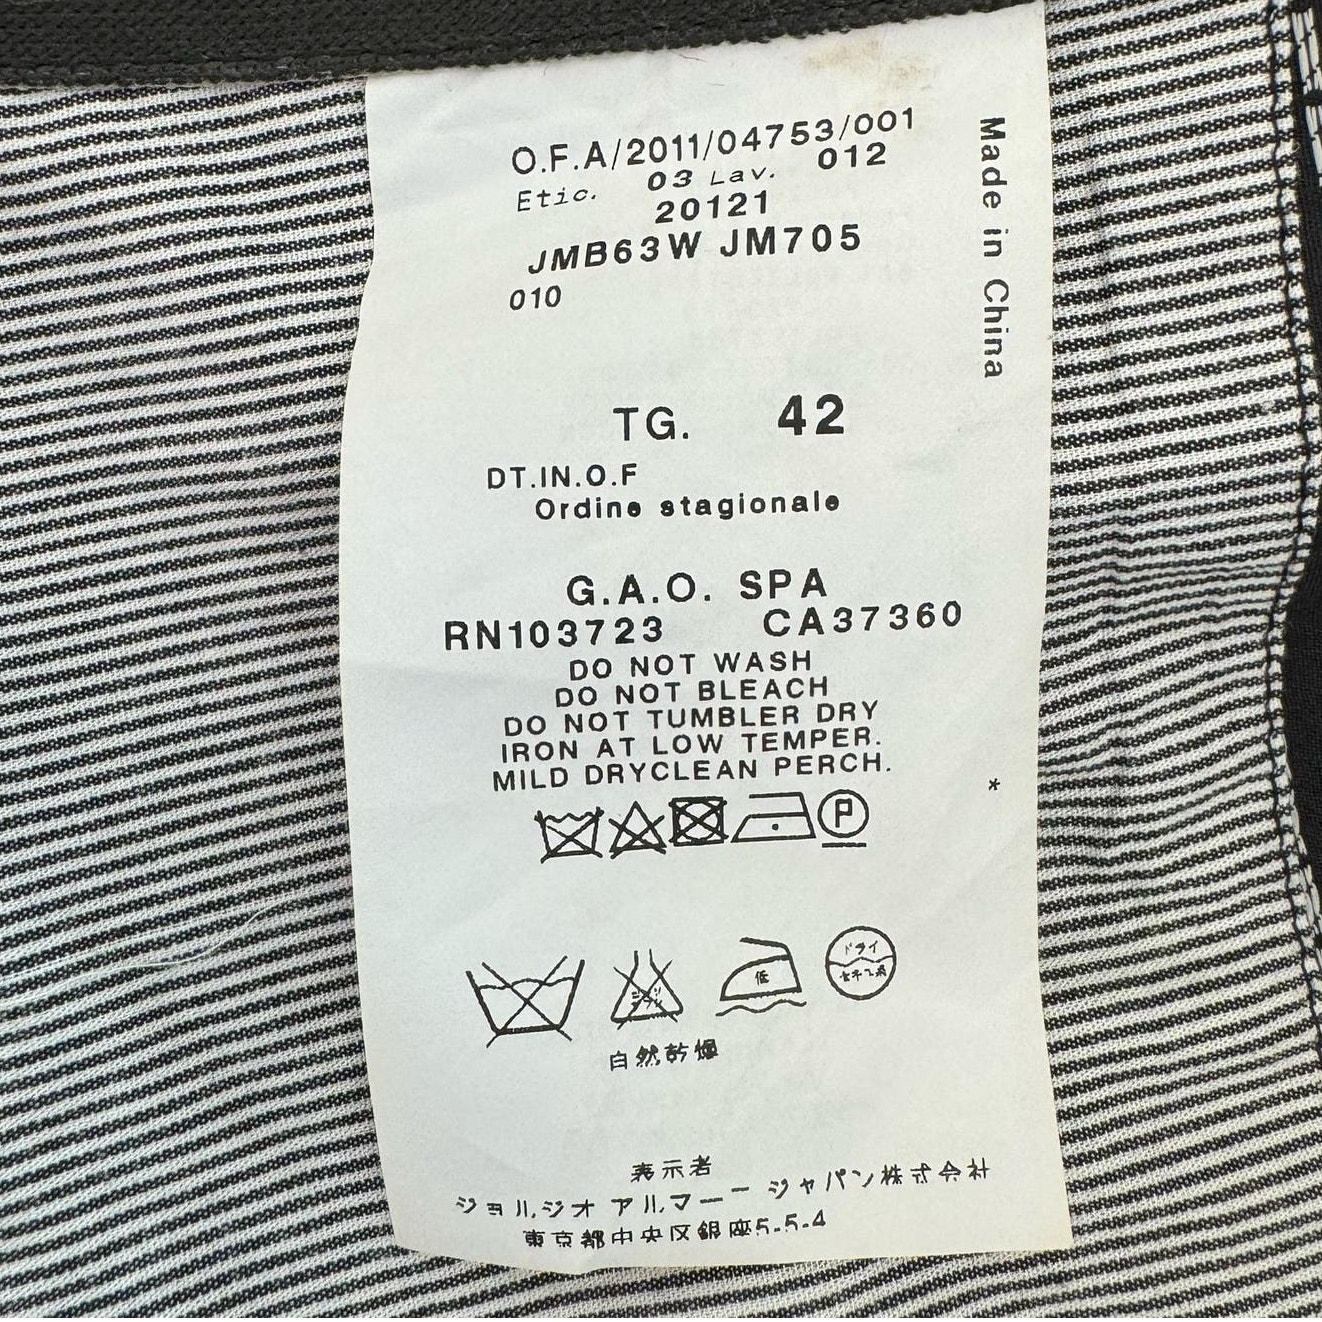 O.F.A/2011/04753/001
Etic. 03 Lav. 012
20121
JMB63W JM705
010
Made in China
TG. 42
DT.IN.O.F
Ordine stagionale
G.A.O. SPA
RN103723 CA37360
DO NOT WASH
DO NOT BLEACH
DO NOT TUMBLER DRY
IRON AT LOW TEMPER.
MILD DRYCLEAN PERCH.
*
P
低
ドライ
自然乾燥
表示者
ジョルジオ アルマーニ ジャパン株式会社
東京都中央区銀座5-5-4